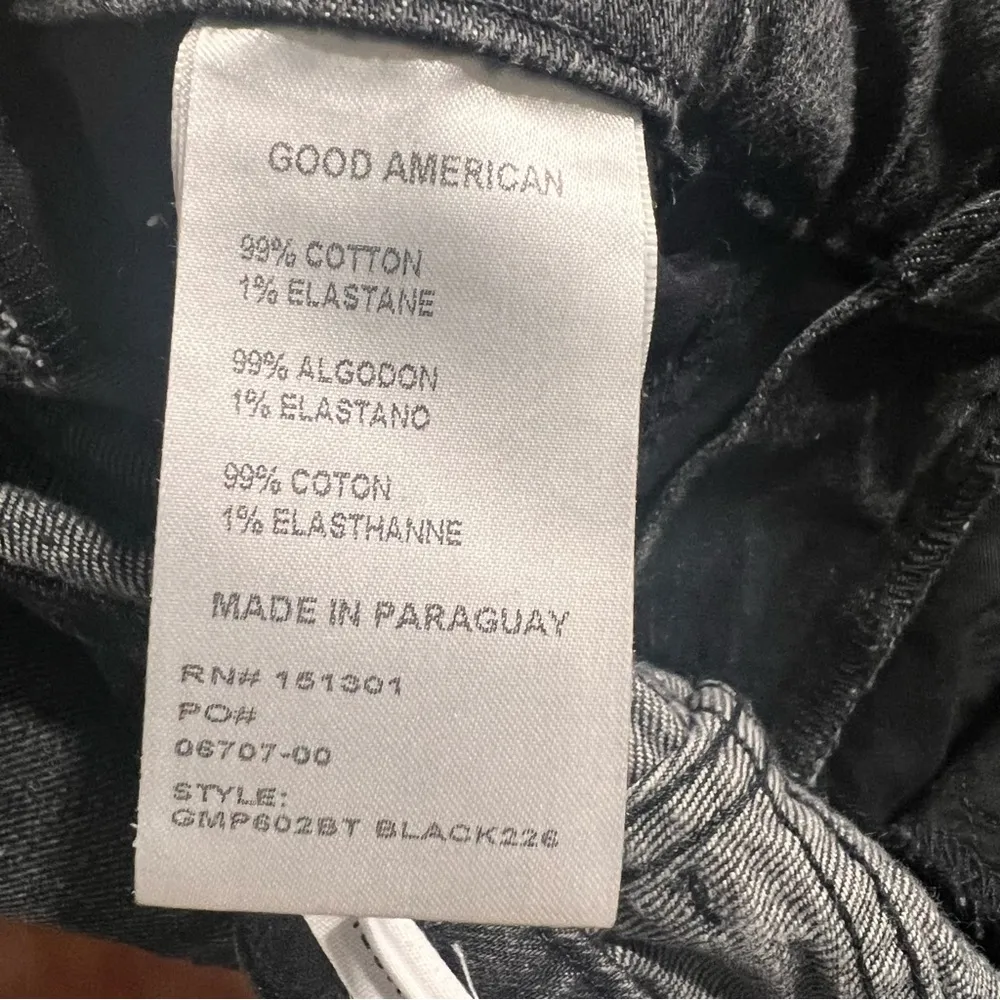 GOOD AMERICAN
99% COTTON
1% ELASTANE
99% ALGODON
1% ELASTANO
99% COTON
1% ELASTHANNE
MADE IN PARAGUAY
RN# 151301
PO#
06707-00
STYLE:
GMP602BT BLACK226